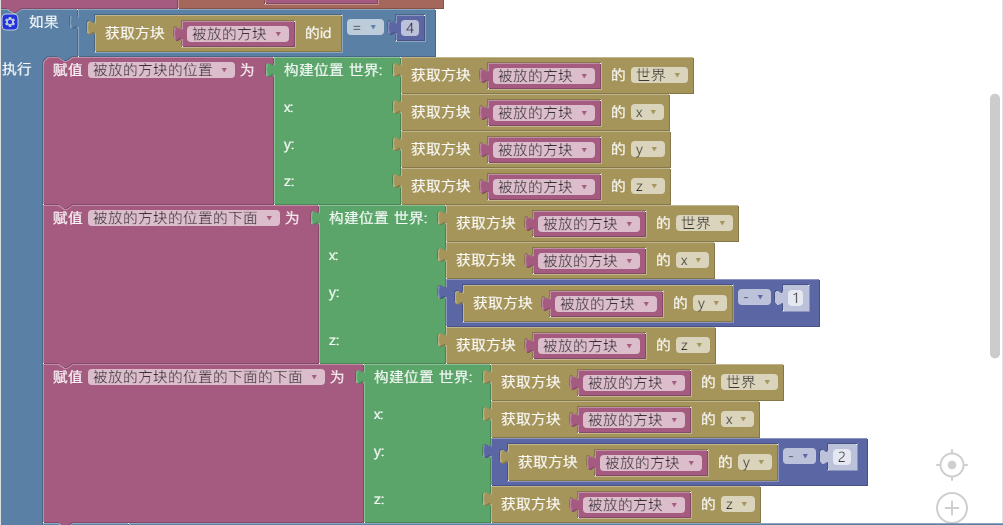 如果 获取方块 被放的方块 的id = 4
执行 赋值 被放的方块的位置 为 构建位置 世界: 获取方块 被放的方块 的 世界
x: 获取方块 被放的方块 的 x
y: 获取方块 被放的方块 的 y
z: 获取方块 被放的方块 的 z
赋值 被放的方块的位置的下面 为 构建位置 世界: 获取方块 被放的方块 的 世界
x: 获取方块 被放的方块 的 x
y: 获取方块 被放的方块 的 y - 1
z: 获取方块 被放的方块 的 z
赋值 被放的方块的位置的下面的下面 为 构建位置 世界: 获取方块 被放的方块 的 世界
x: 获取方块 被放的方块 的 x
y: 获取方块 被放的方块 的 y - 2
z: 获取方块 被放的方块 的 z